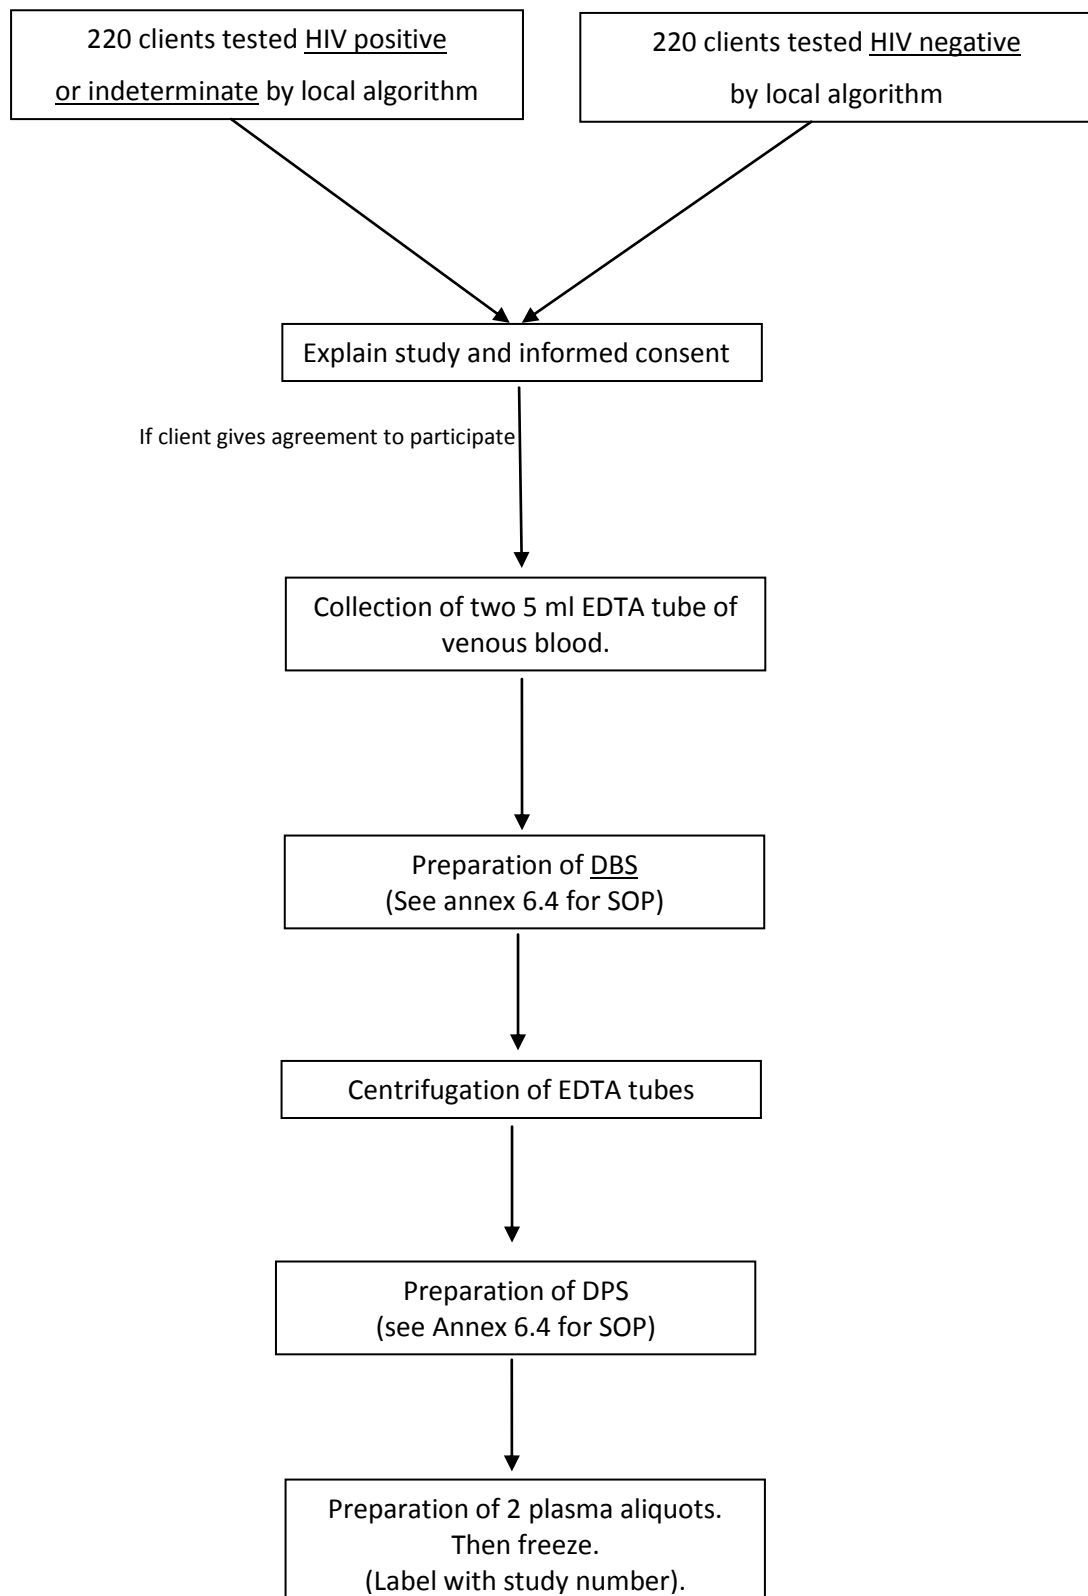 220 clients tested HIV positive
or indeterminate by local algorithm
220 clients tested HIV negative
by local algorithm
Explain study and informed consent
If client gives agreement to participate
Collection of two 5 ml EDTA tube of
venous blood.
Preparation of DBS
(See annex 6.4 for SOP)
Centrifugation of EDTA tubes
Preparation of DPS
(see Annex 6.4 for SOP)
Preparation of 2 plasma aliquots.
Then freeze.
(Label with study number).